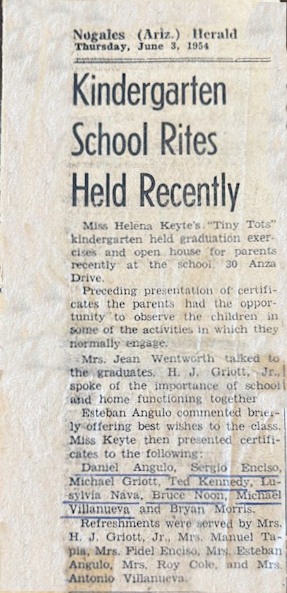 Nogales (Ariz.) Herald
Thursday, June 3, 1954
Kindergarten
School Rites
Held Recently
Miss Helena Keyte's "Tiny Tots"
kindergarten held graduation exer-
cises and open house for parents
recently at the school 30 Anza
Drive.
Preceding presentation of certifi-
cates the parents had the oppor-
tunity to observe the children in
some of the activities in which they
normally engage.
Mrs. Jean Wentworth talked to
the graduates. H. J. Griott, Jr.,
spoke of the importance of school
and home functioning together
Esteban Angulo commented brief-
ly offering best wishes to the class.
Miss Keyte then presented certifi-
cates to the following:
Daniel Angulo, Sergio Enciso,
Michael Griott, Ted Kennedy, Lu-
sylvia Nava, Bruce Noon, Michael
Villanueva and Bryan Morris.
Refreshments were served by Mrs.
H. J. Griott, Jr., Mrs. Manuel Ta-
pia, Mrs. Fidel Enciso, Mrs. Esteban
Angulo, Mrs. Roy Cole, and Mrs.
Antonio Villanueva.